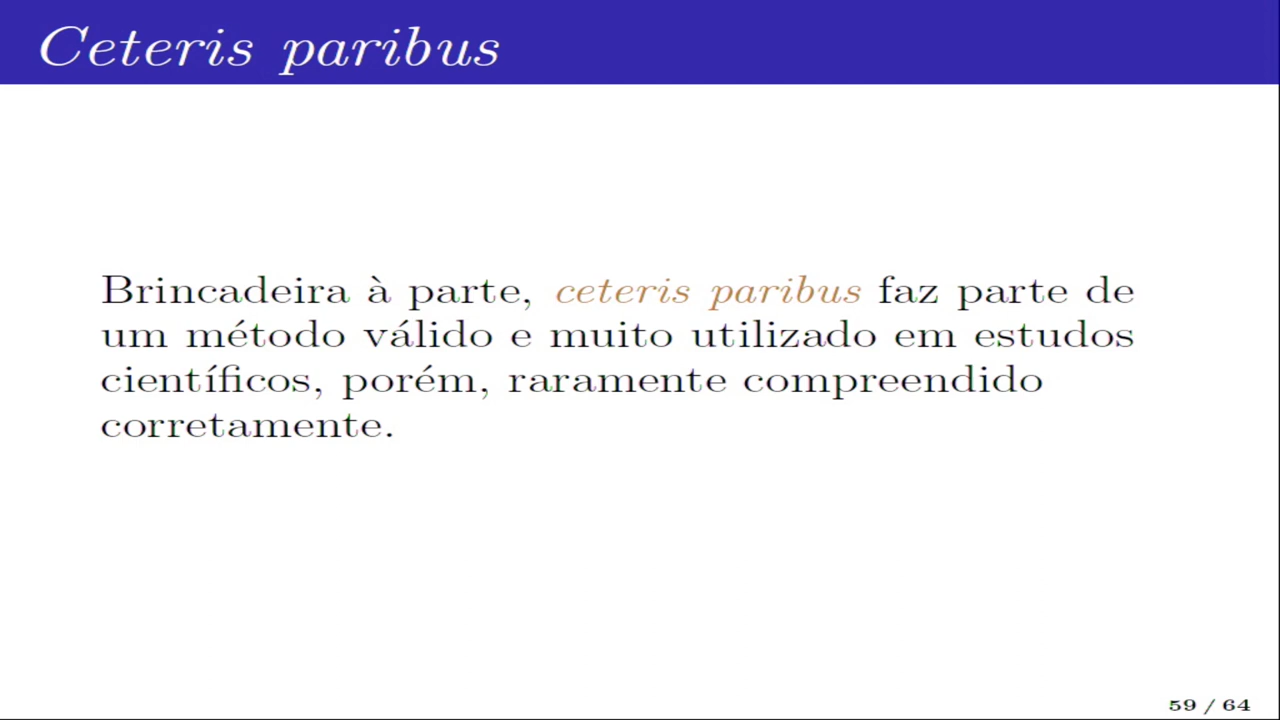 Ceteris paribus
Brincadeira à parte, ceteris paribus faz parte de
um método válido e muito utilizado em estudos
científicos, porém, raramente compreendido
corretamente.
59 / 64